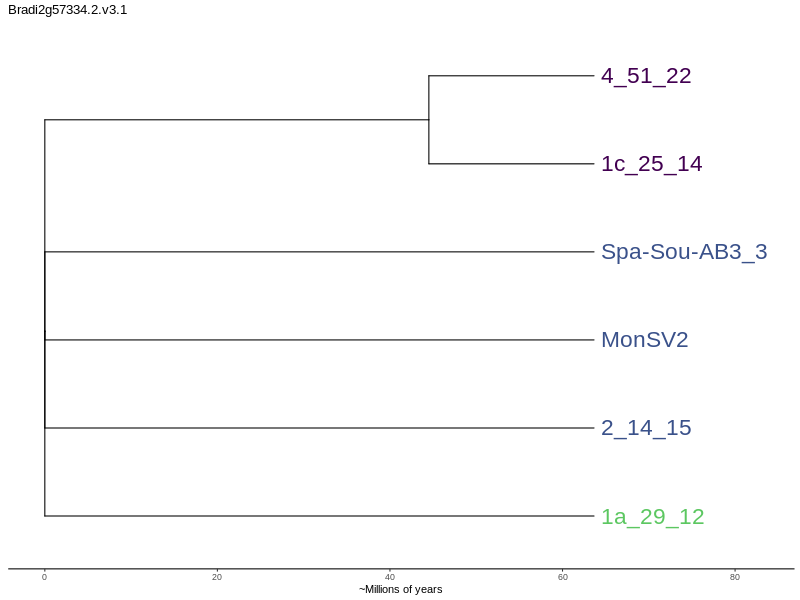 Bradi2g57334.2.v3.1
4_51_22
1c_25_14
Spa-Sou-AB3_3
MonSV2
2_14_15
1a_29_12
0 20 40 60 80
~Millions of years